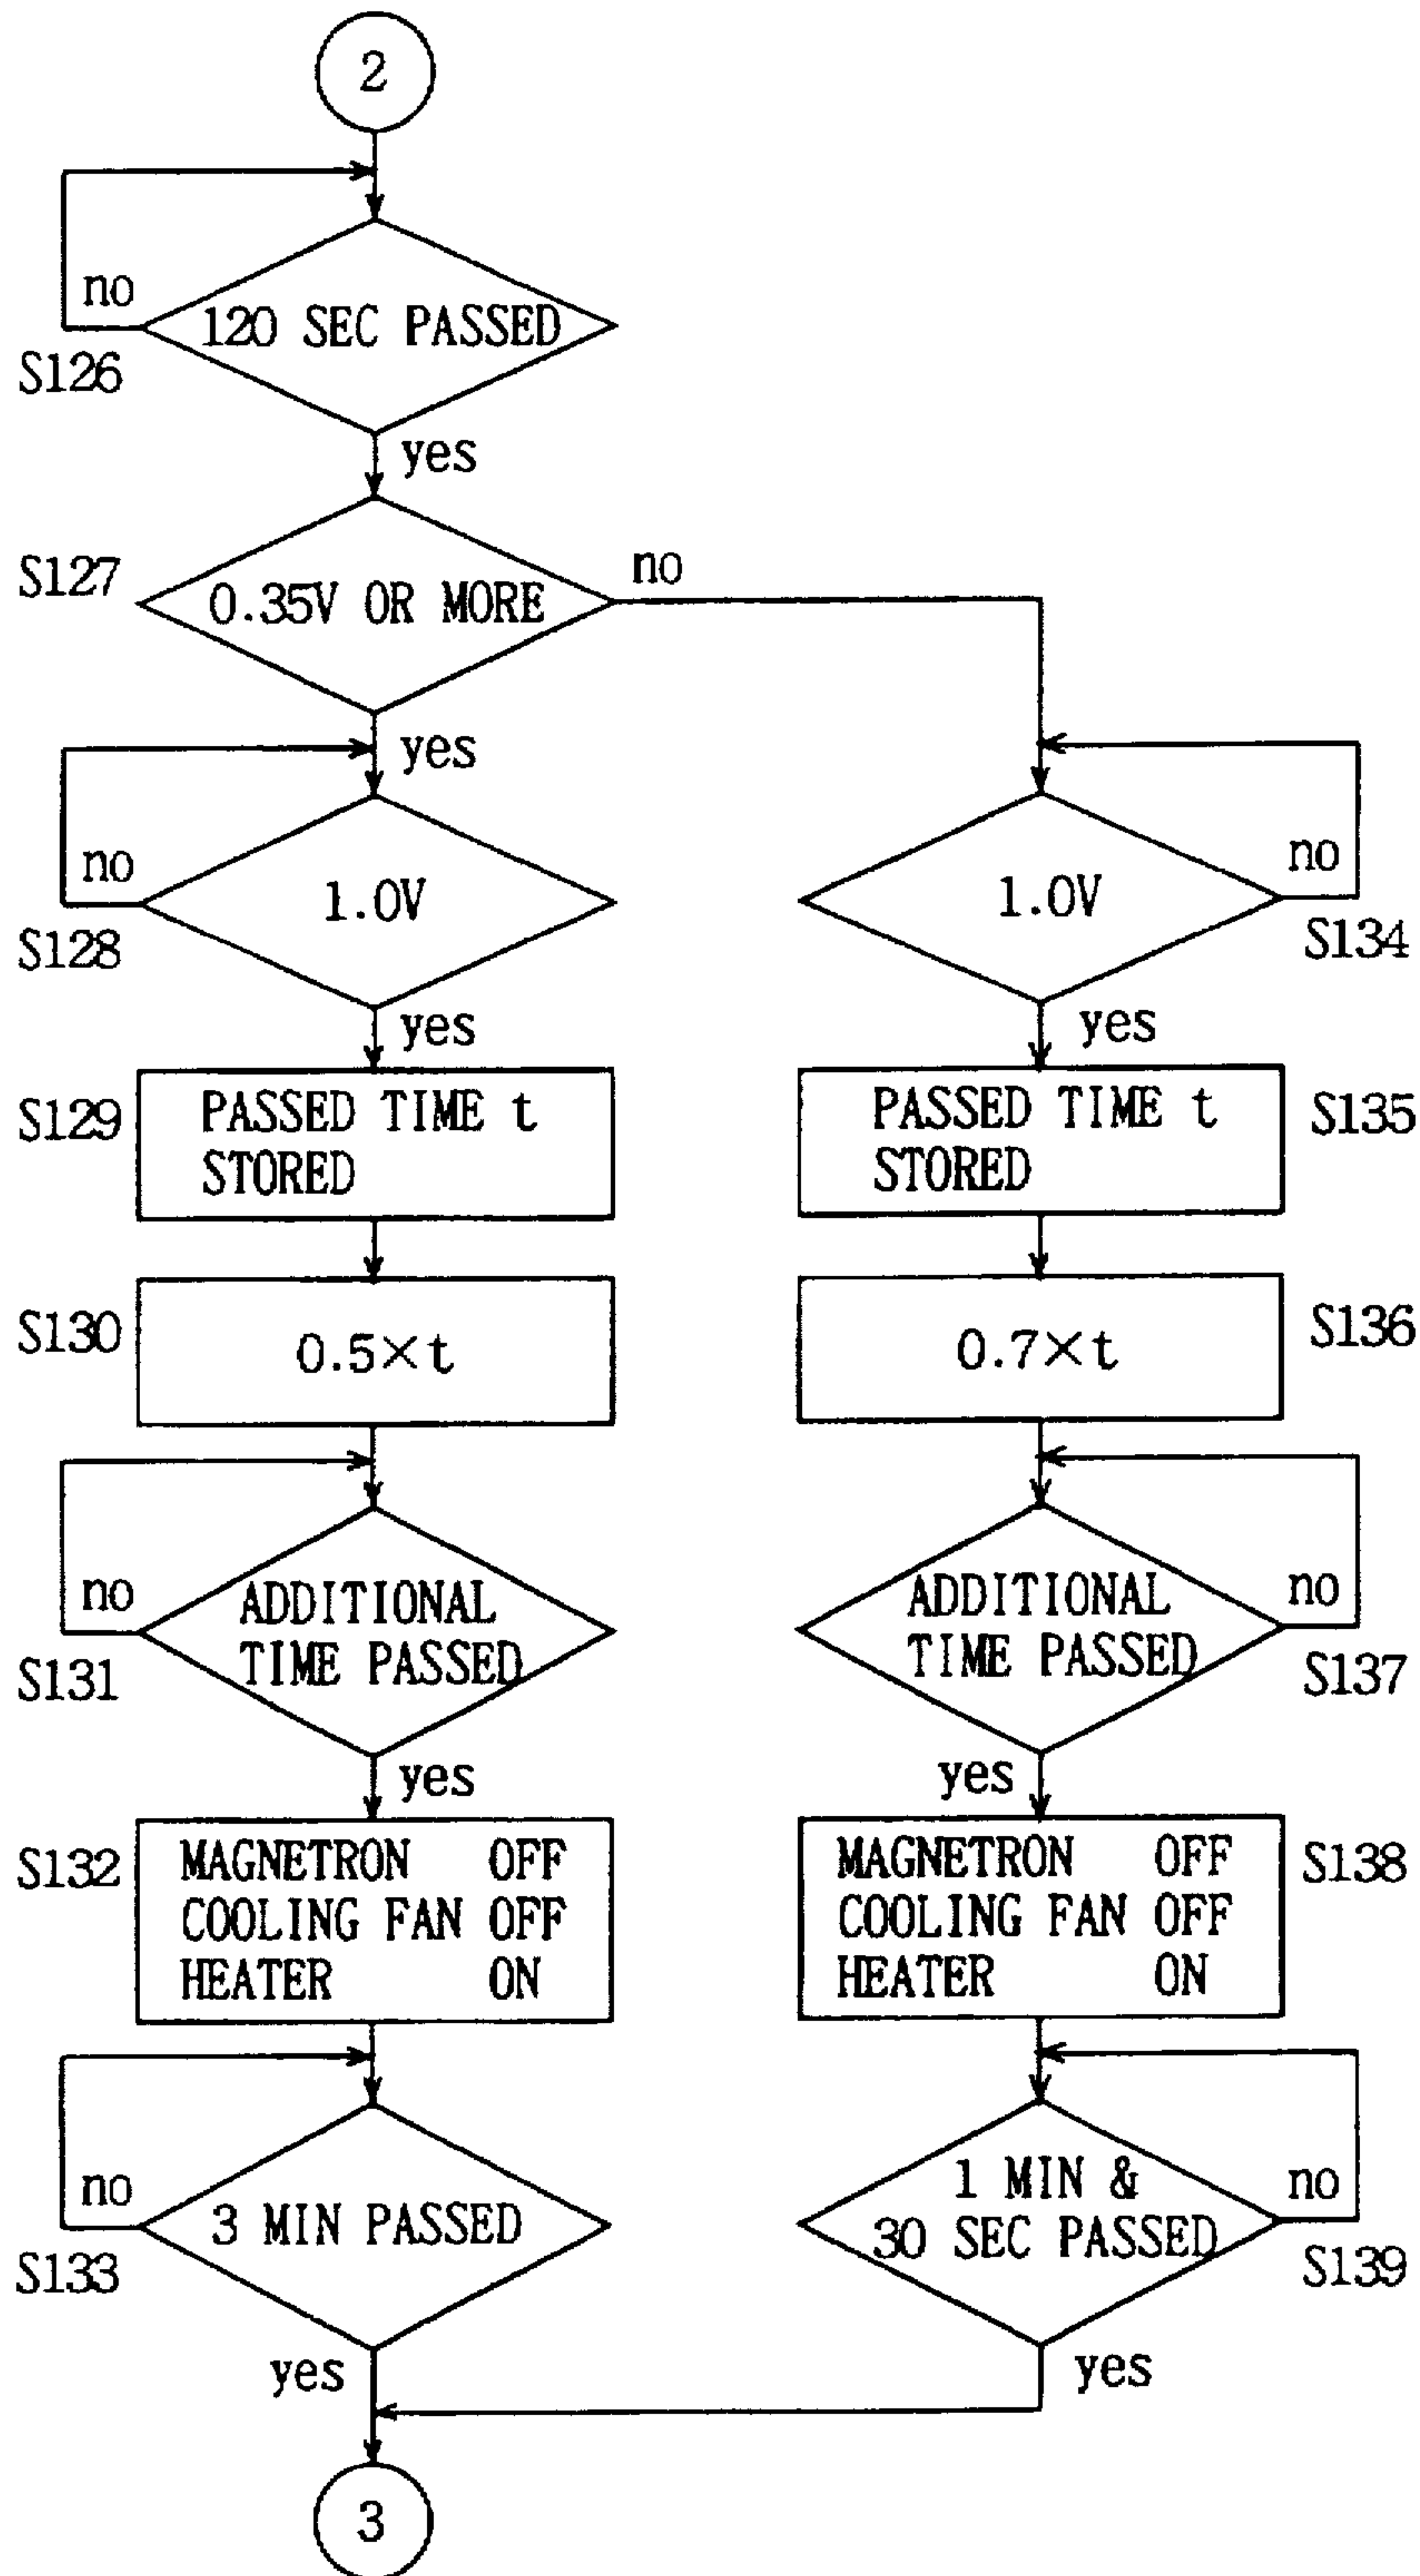 2
no
120 SEC PASSED
S126
yes
S127
0.35V OR MORE
no
yes
no
1.0V
S128
yes
1.0V
no
S134
yes
S129
PASSED TIME t
STORED
PASSED TIME t
STORED
S135
S130
0.5×t
0.7×t
S136
no
ADDITIONAL
TIME PASSED
S131
yes
ADDITIONAL
TIME PASSED
no
S137
yes
S132
MAGNETRON OFF
COOLING FAN OFF
HEATER ON
MAGNETRON OFF
COOLING FAN OFF
HEATER ON
S138
no
3 MIN PASSED
S133
yes
1 MIN &
30 SEC PASSED
no
S139
yes
3